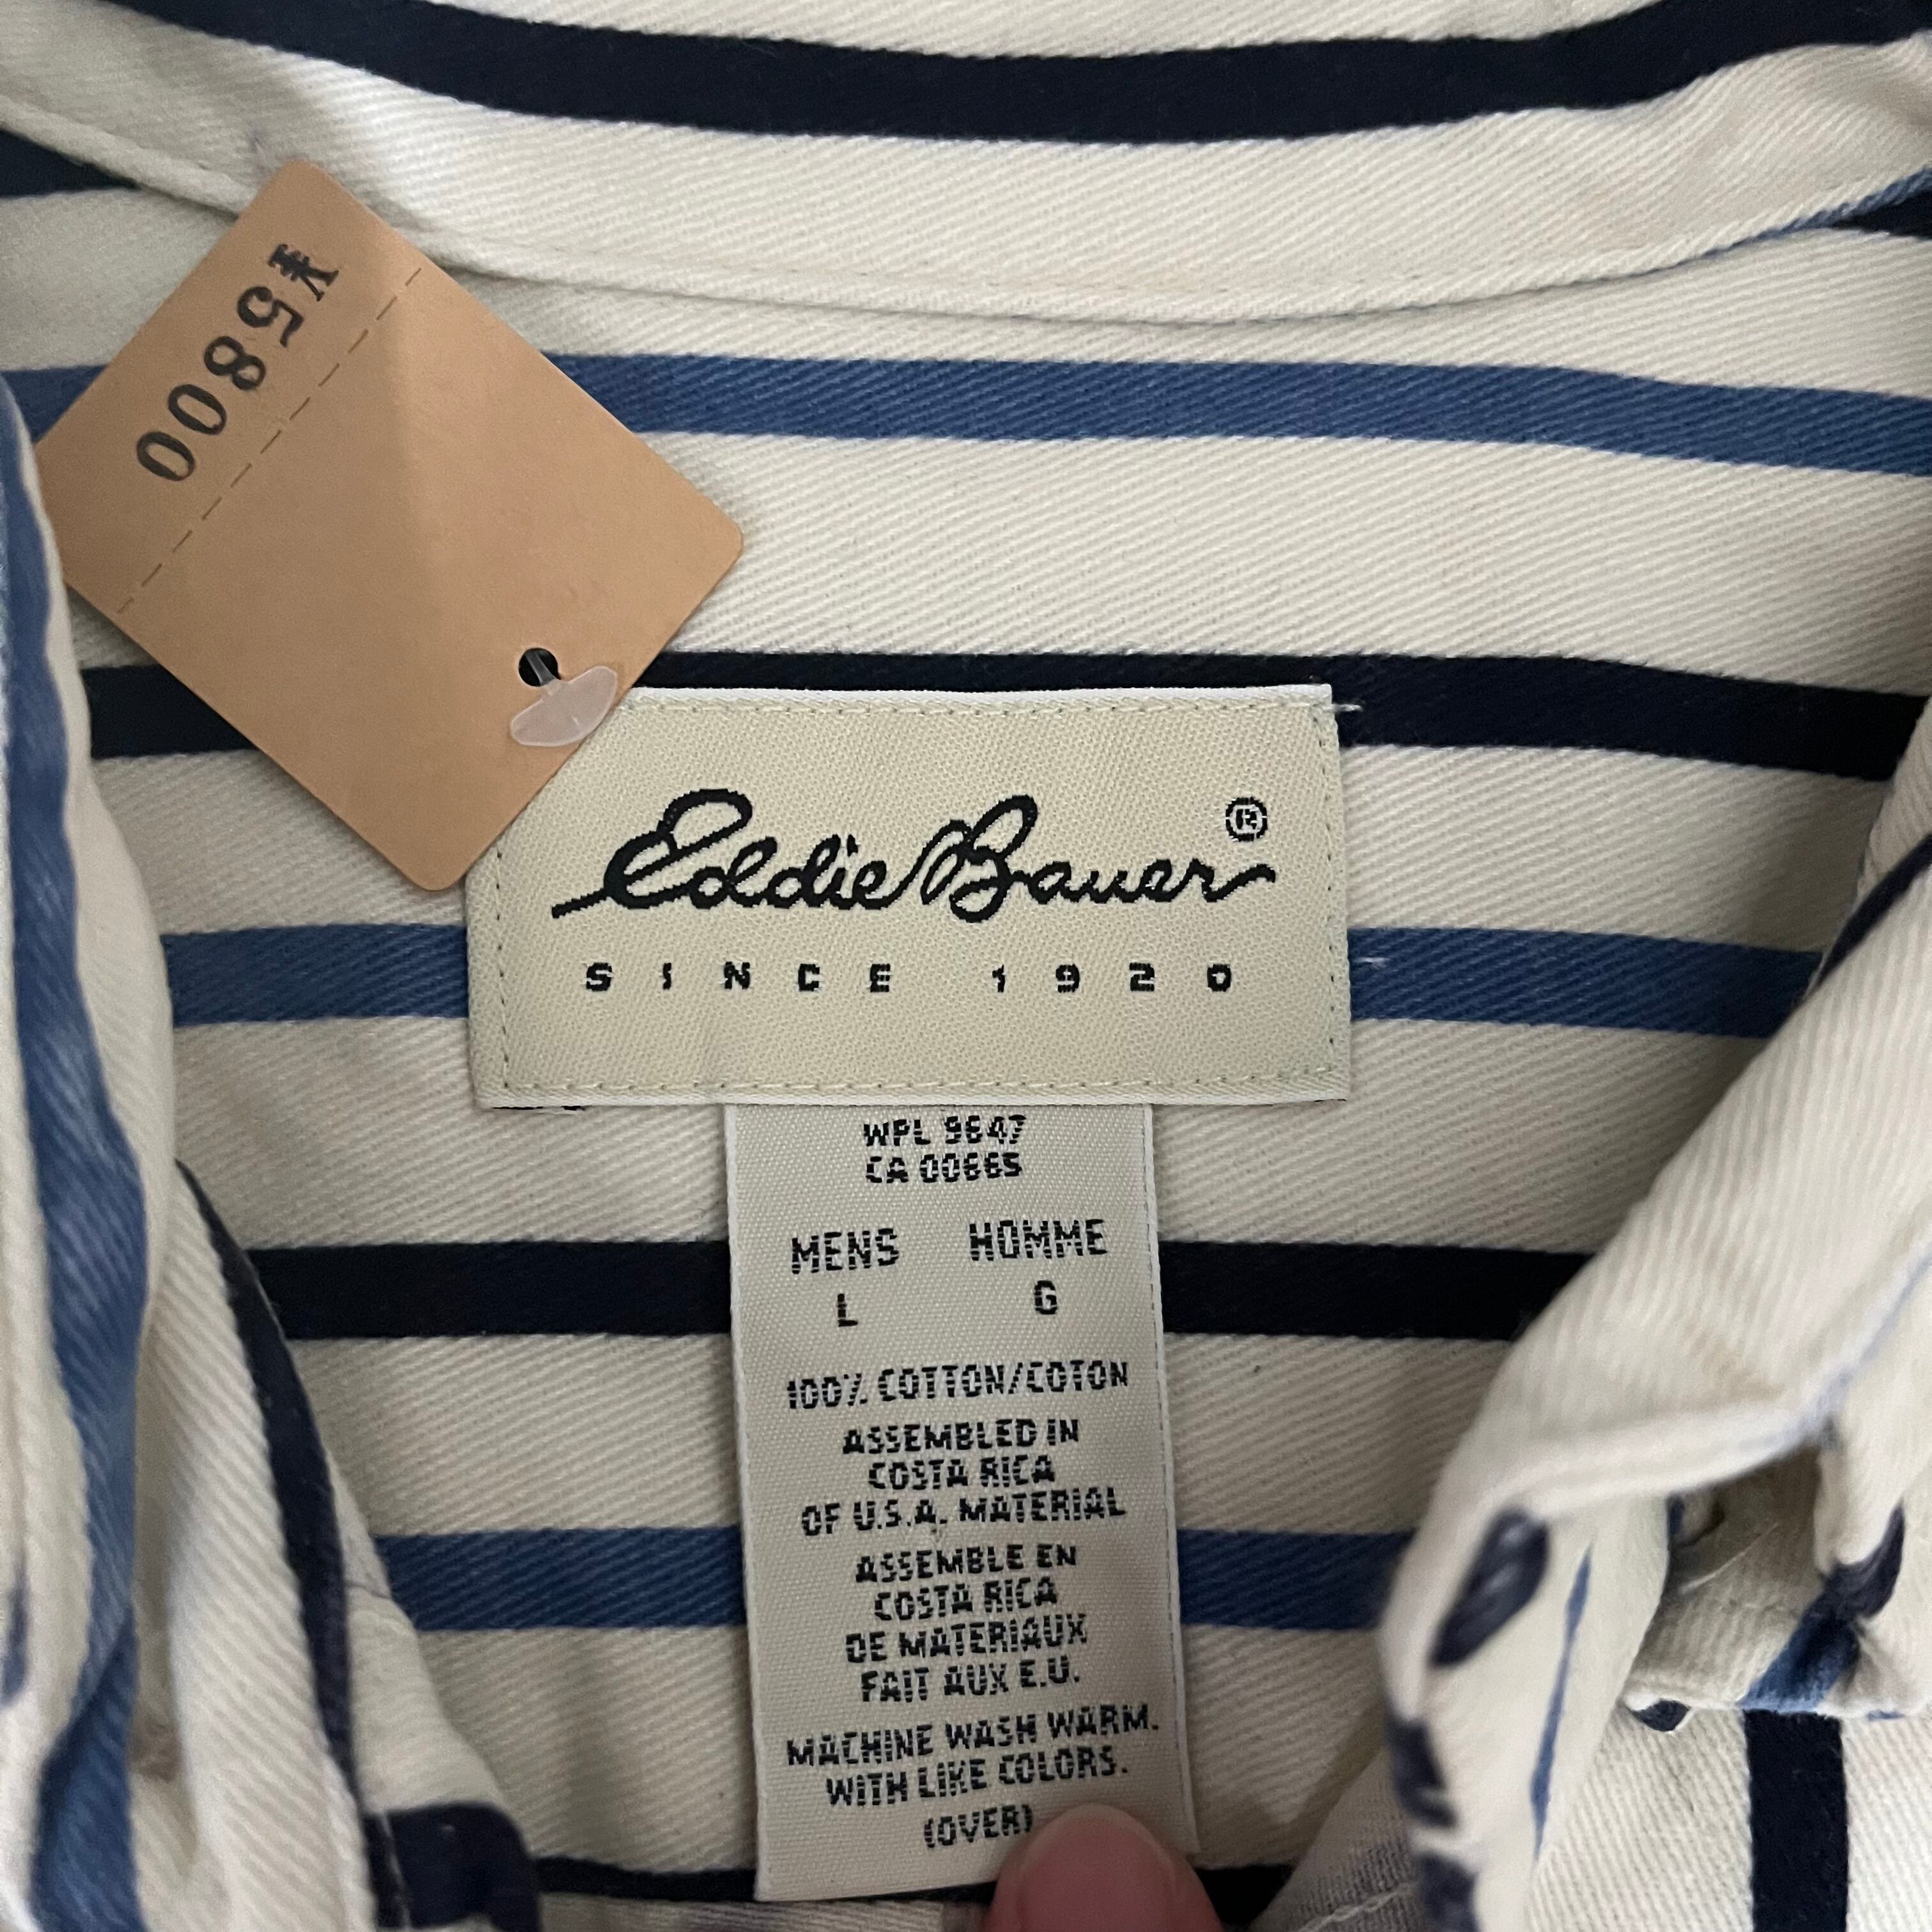 ¥5800
Eddie Bauer®
SINCE 1920
WPL 9647
CA 00665
MENS HOMME
L G
100% COTTON/COTON
ASSEMBLED IN
COSTA RICA
OF U.S.A. MATERIAL
ASSEMBLE EN
COSTA RICA
DE MATERIAUX
FAIT AUX E.U.
MACHINE WASH WARM.
WITH LIKE COLORS.
(OVER)